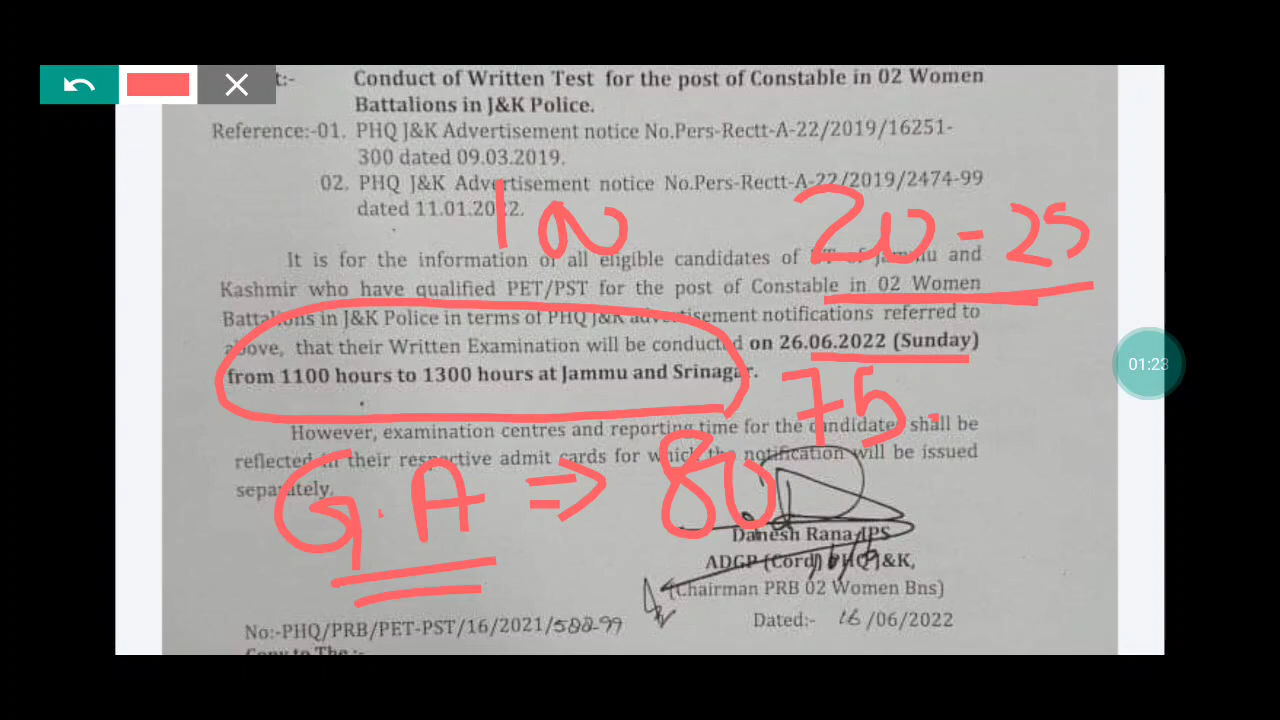 t:- Conduct of Written Test for the post of Constable in 02 Women
Battalions in J&K Police.
Reference:-01. PHQ J&K Advertisement notice No.Pers-Rectt-A-22/2019/16251-
300 dated 09.03.2019.
02. PHQ J&K Advertisement notice No.Pers-Rectt-A-22/2019/2474-99
dated 11.01.2022.
100
20-25
It is for the information of all eligible candidates of UT of Jammu and
Kashmir who have qualified PET/PST for the post of Constable in 02 Women
Battalions in J&K Police in terms of PHQ J&K advertisement notifications referred to
above, that their Written Examination will be conducted on 26.06.2022 (Sunday)
01:23
from 1100 hours to 1300 hours at Jammu and Srinagar.
75.
However, examination centres and reporting time for the candidates shall be
reflected in their respective admit cards for which the notification will be issued
separately.
G.A ⇒ 80
Danesh Rana, IPS
ADGP (Cord) PHQ J&K,
(Chairman PRB 02 Women Bns)
No:-PHQ/PRB/PET-PST/16/2021/588-99 Dated:- 16/06/2022
Copy to The :-